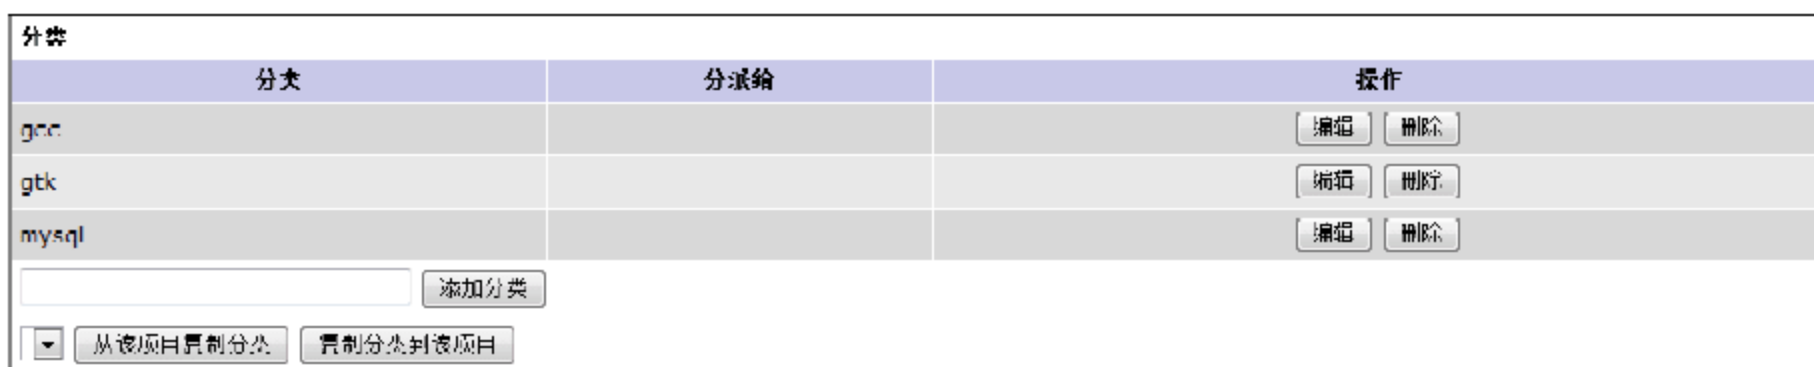 分类
分类 分派给 操作
gcc 编辑 删除
gtk 编辑 删除
mysql 编辑 删除
添加分类
从该项目复制分类 复制分类到该项目